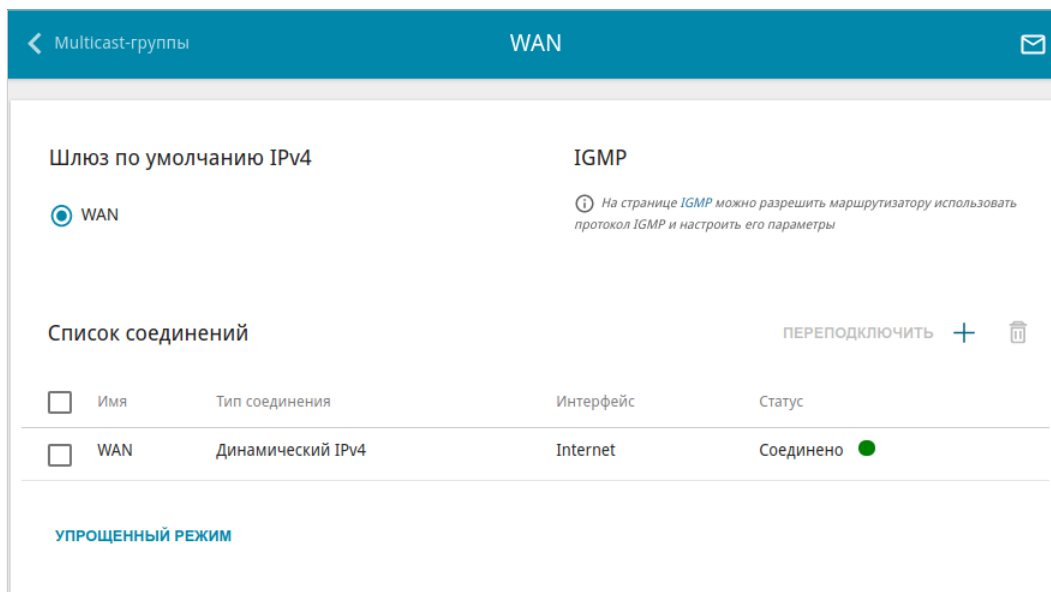 Multicast-группы
WAN
Шлюз по умолчанию IPv4
IGMP
WAN
На странице IGMP можно разрешить маршрутизатору использовать
протокол IGMP и настроить его параметры
Список соединений
ПЕРЕПОДКЛЮЧИТЬ
Имя Тип соединения Интерфейс Статус
WAN Динамический IPv4 Internet Соединено
УПРОЩЕННЫЙ РЕЖИМ